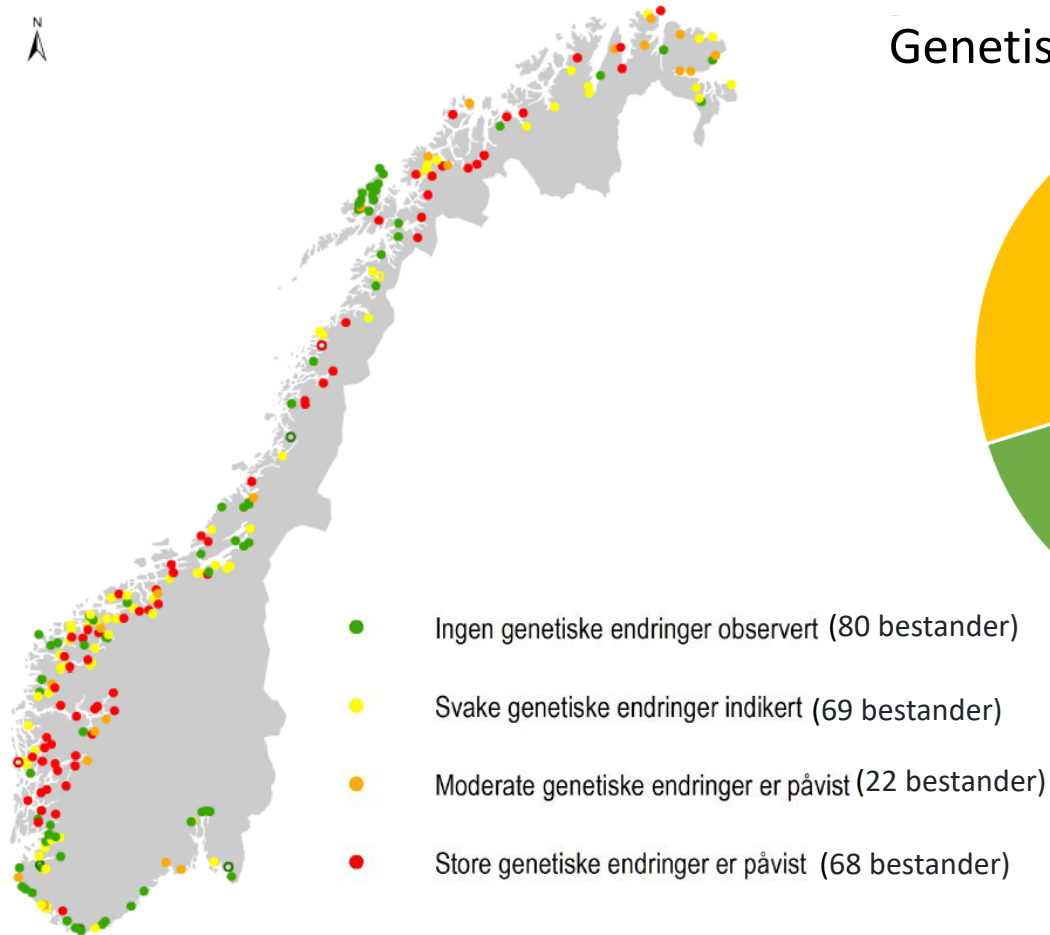 N
Genetis
Ingen genetiske endringer observert (80 bestander)
Svake genetiske endringer indikert (69 bestander)
Moderate genetiske endringer er påvist (22 bestander)
Store genetiske endringer er påvist (68 bestander)